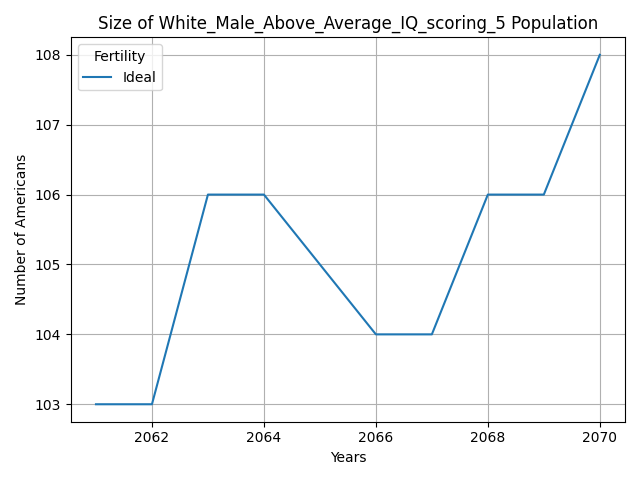 Size of White_Male_Above_Average_IQ_scoring_5 Population
Fertility
Ideal
Number of Americans
108
107
106
105
104
103
2062 2064 2066 2068 2070
Years